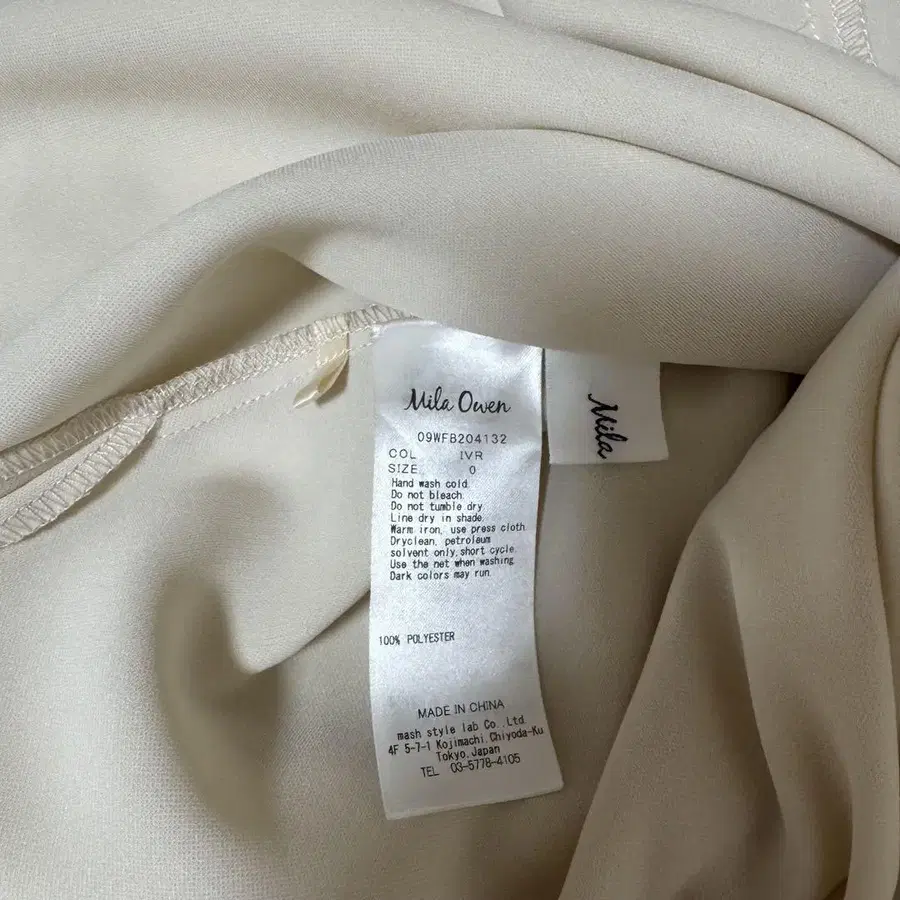 Mila Owen
09WFB204132
COL IVR
SIZE 0
Hand wash cold.
Do not bleach.
Do not tumble dry
Line dry in shade.
Warm iron, use press cloth.
Dryclean, petroleum
solvent only,short cycle.
Use the net when washing.
Dark colors may run.
100% POLYESTER
MADE IN CHINA
mash style lab Co., Ltd.
4F 5-7-1 Kojimachi,Chiyoda-Ku
Tokyo,Japan
TEL 03-5778-4105
Mila